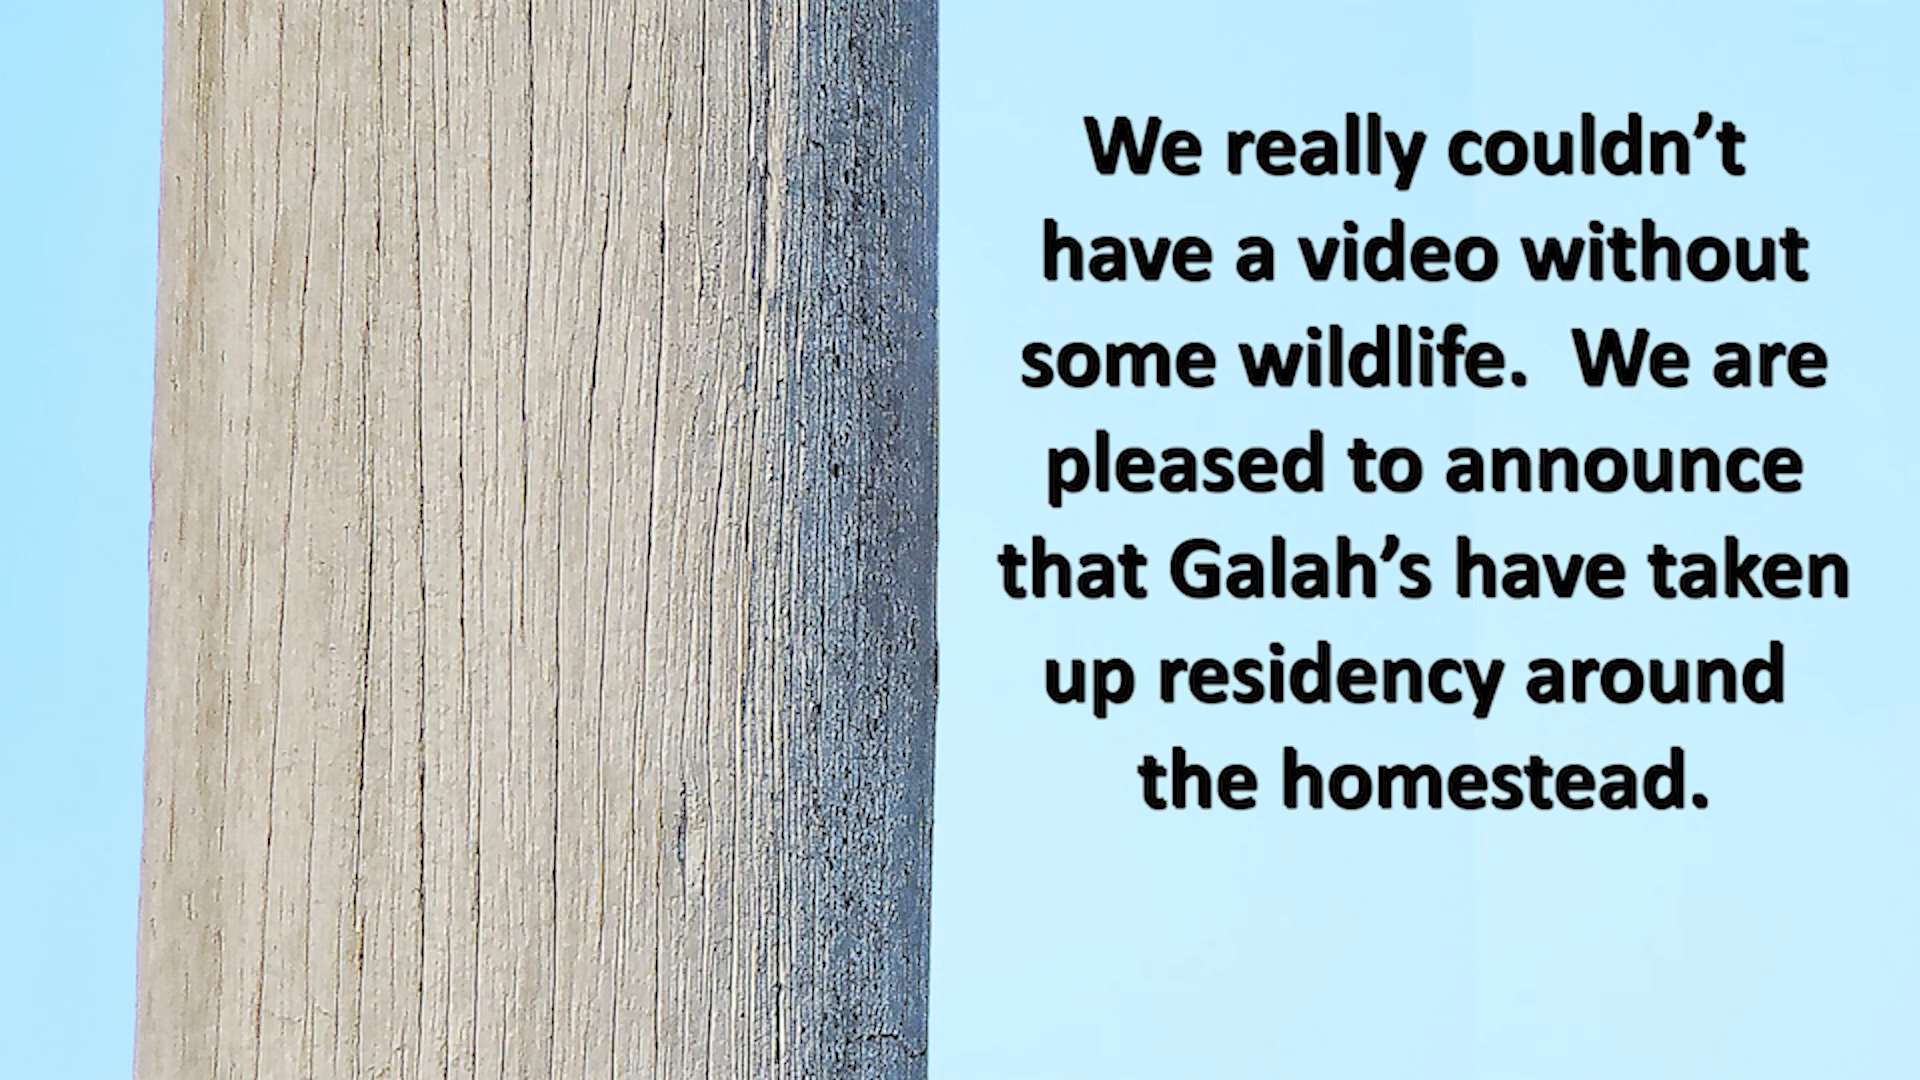 We really couldn’t
have a video without
some wildlife.  We are
pleased to announce
that Galah’s have taken
up residency around
the homestead.